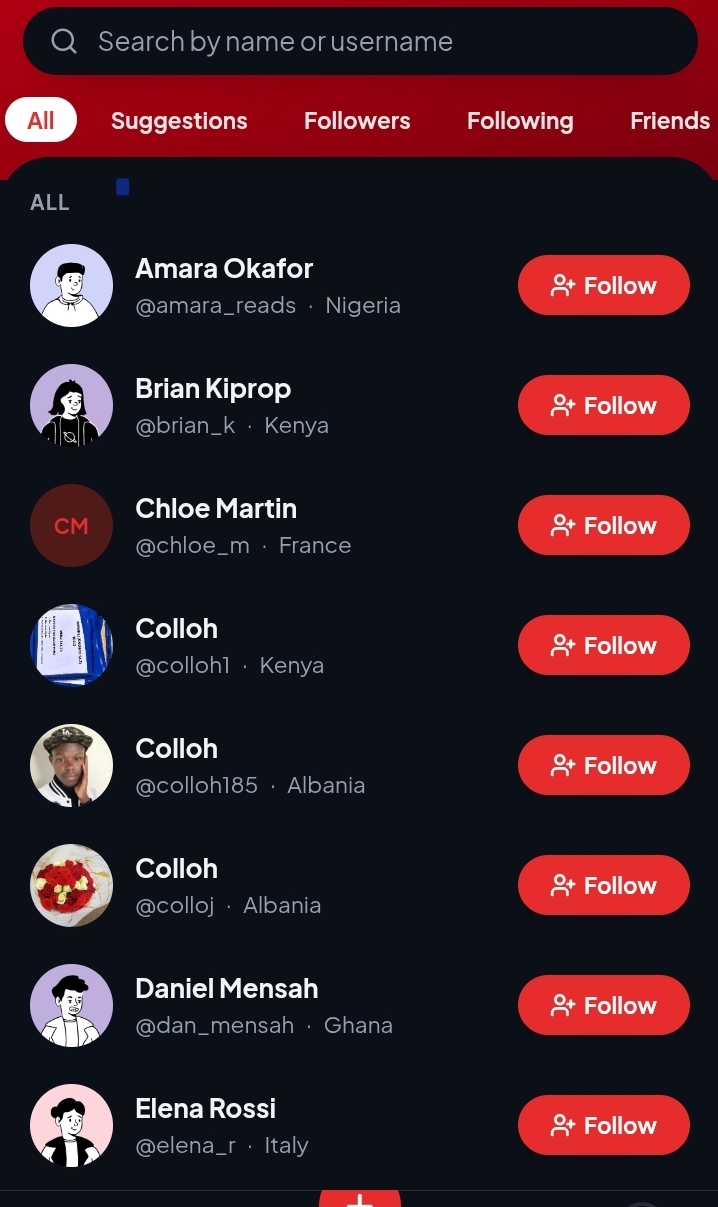 Search by name or username
All Suggestions Followers Following Friends
ALL
Amara Okafor
@amara_reads · Nigeria
Follow
Brian Kiprop
@brian_k · Kenya
Follow
CM
Chloe Martin
@chloe_m · France
Follow
Colloh
@colloh1 · Kenya
Follow
Colloh
@colloh185 · Albania
Follow
Colloh
@colloj · Albania
Follow
Daniel Mensah
@dan_mensah · Ghana
Follow
Elena Rossi
@elena_r · Italy
Follow